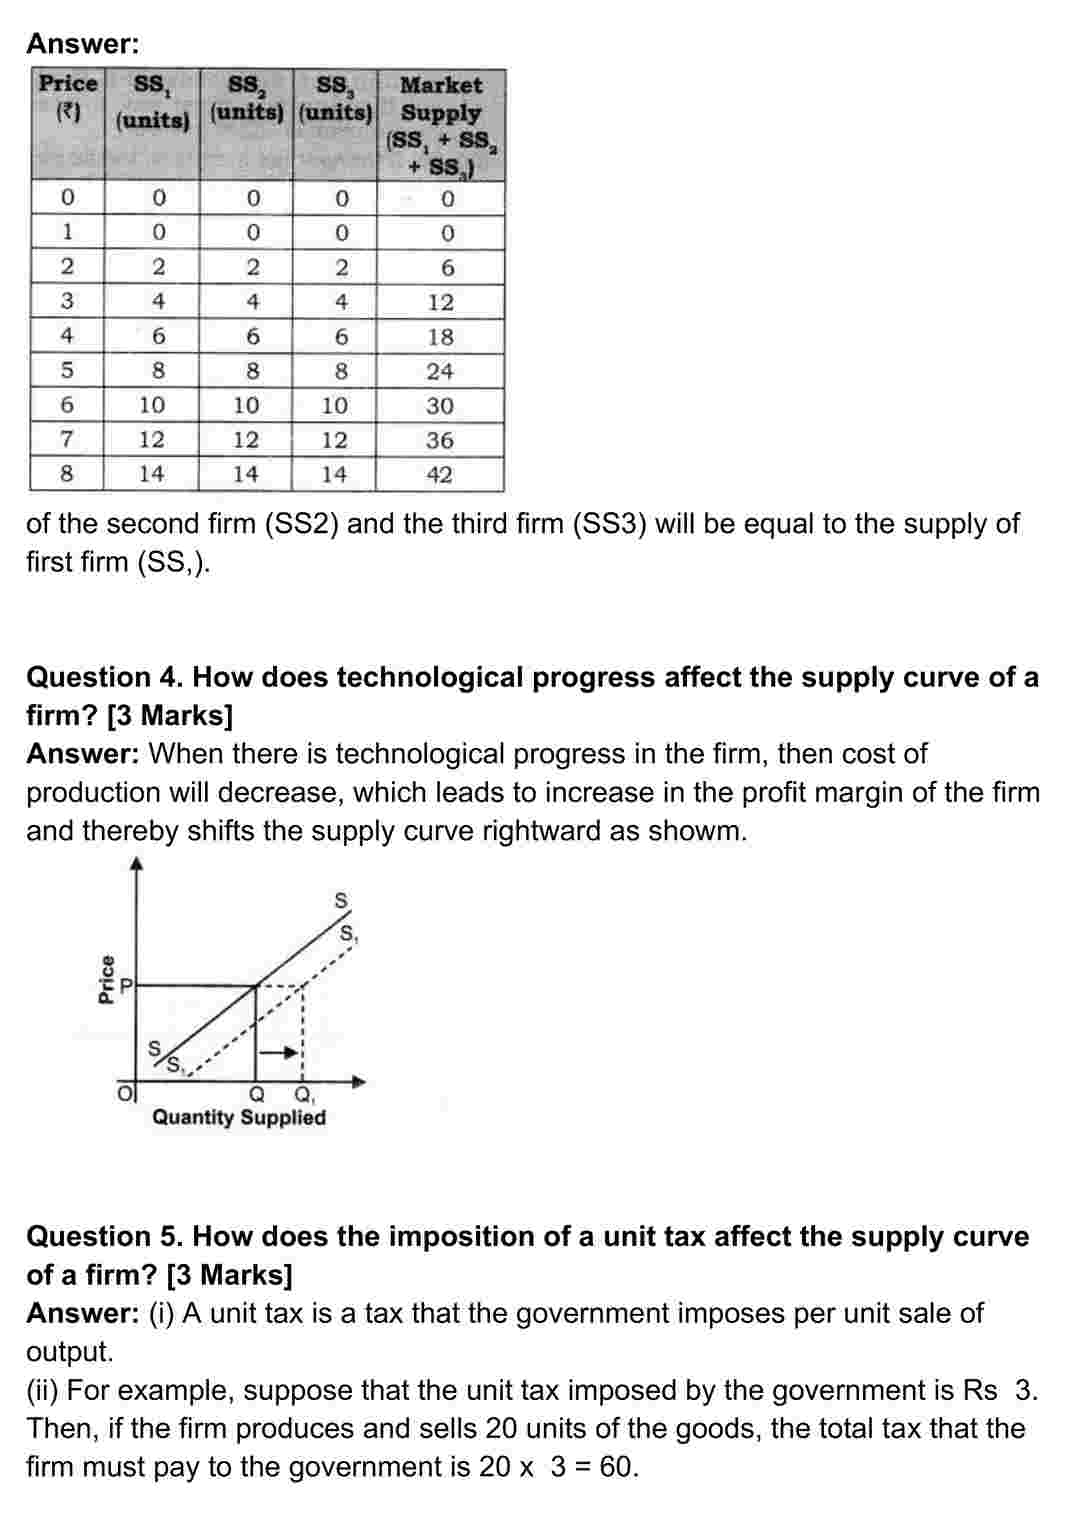 Answer:
Price (₹) SS₁ (units) SS₂ (units) SS₃ (units) Market Supply (SS₁ + SS₂ + SS₃)
0 0 0 0 0
1 0 0 0 0
2 2 2 2 6
3 4 4 4 12
4 6 6 6 18
5 8 8 8 24
6 10 10 10 30
7 12 12 12 36
8 14 14 14 42
of the second firm (SS2) and the third firm (SS3) will be equal to the supply of
first firm (SS,).
Question 4. How does technological progress affect the supply curve of a
firm? [3 Marks]
Answer: When there is technological progress in the firm, then cost of
production will decrease, which leads to increase in the profit margin of the firm
and thereby shifts the supply curve rightward as showm.
S
S₁
Price
P
S
S₁
O
Q Q₁
Quantity Supplied
Question 5. How does the imposition of a unit tax affect the supply curve
of a firm? [3 Marks]
Answer: (i) A unit tax is a tax that the government imposes per unit sale of
output.
(ii) For example, suppose that the unit tax imposed by the government is Rs 3.
Then, if the firm produces and sells 20 units of the goods, the total tax that the
firm must pay to the government is 20 x 3 = 60.